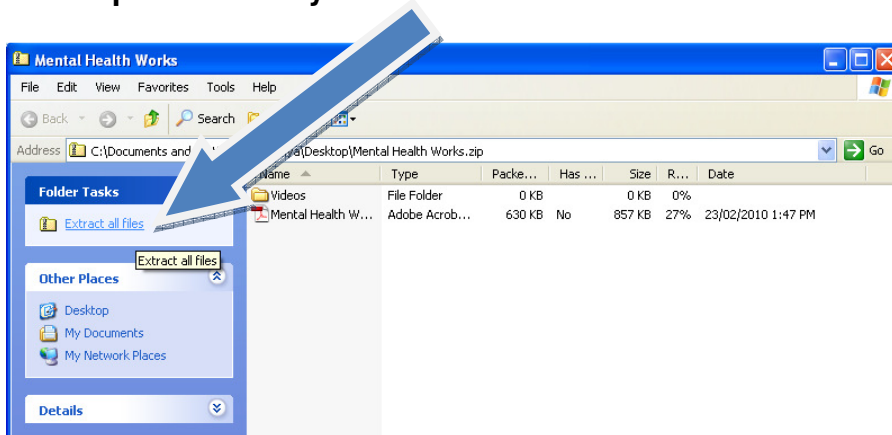 Mental Health Works
File Edit View Favorites Tools Help
Back Search
Address C:\Documents and \Desktop\Mental Health Works.zip Go
Name Type Packe... Has ... Size R... Date
Folder Tasks
Videos File Folder 0 KB 0 KB 0%
Extract all files
Mental Health W... Adobe Acrob... 630 KB No 857 KB 27% 23/02/2010 1:47 PM
Extract all files
Other Places
Desktop
My Documents
My Network Places
Details